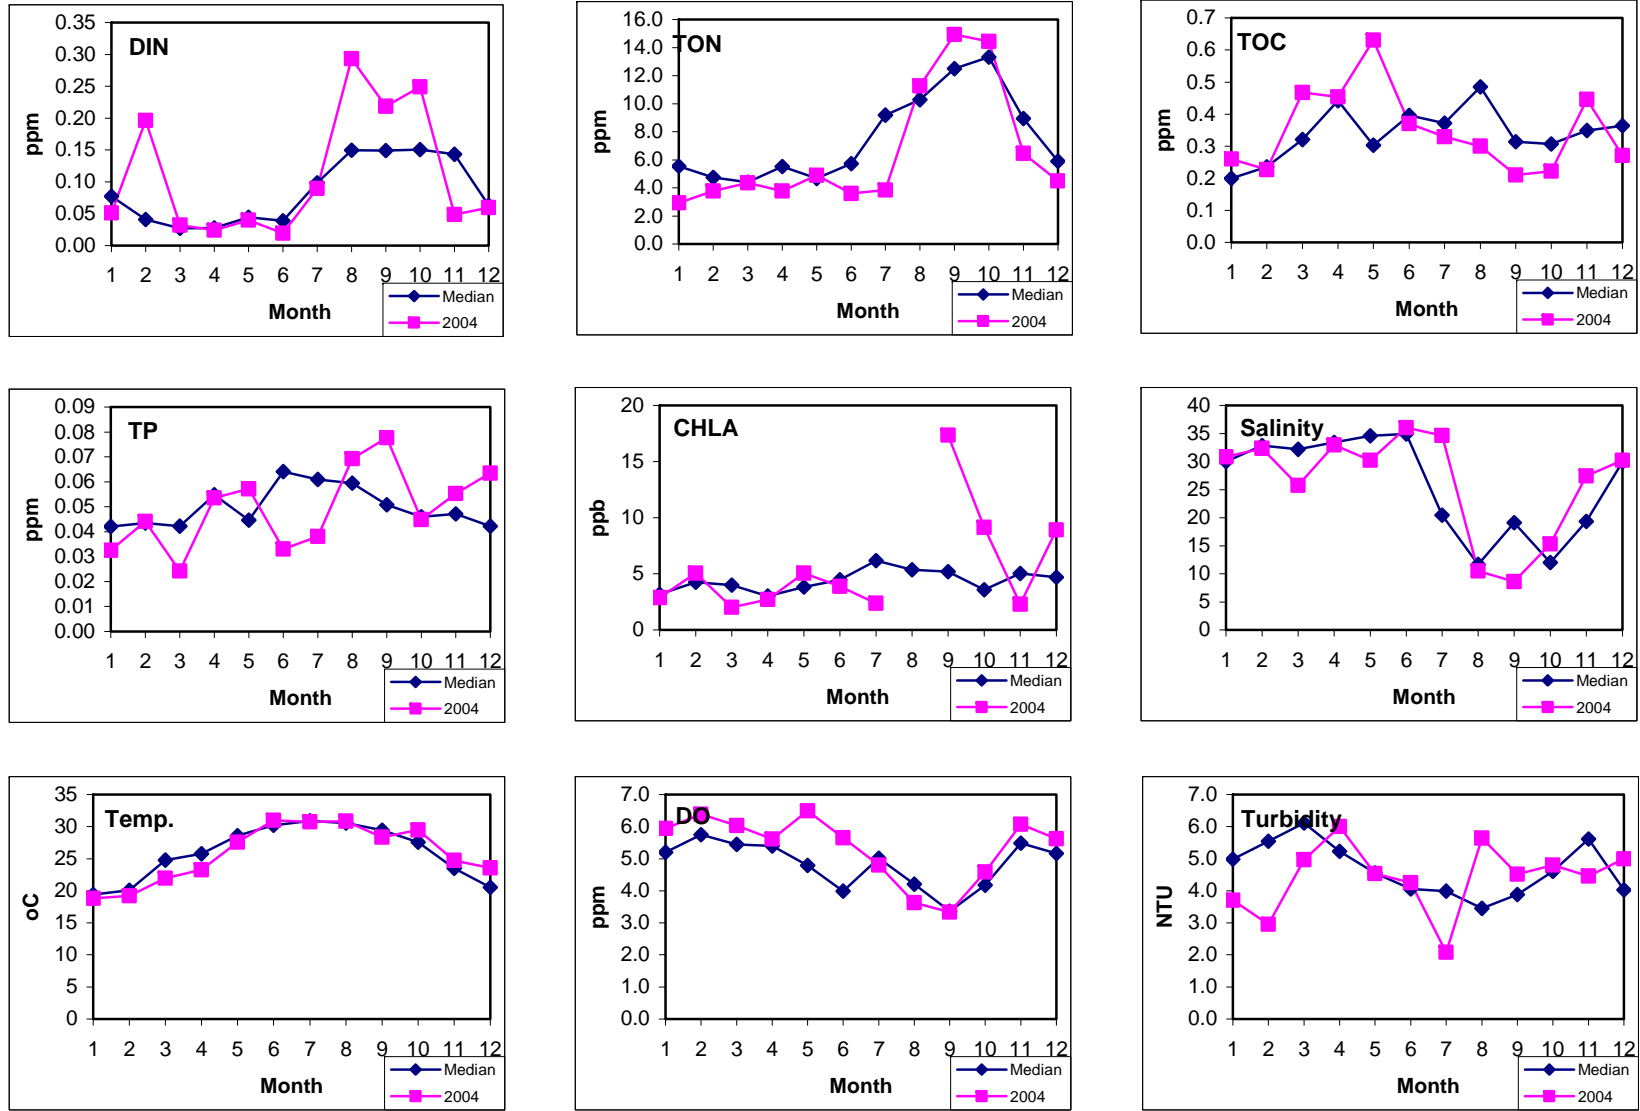 DIN
ppm
0.35
0.30
0.25
0.20
0.15
0.10
0.05
0.00
1 2 3 4 5 6 7 8 9 10 11 12
Month
Median
2004
TON
ppm
16.0
14.0
12.0
10.0
8.0
6.0
4.0
2.0
0.0
1 2 3 4 5 6 7 8 9 10 11 12
Month
Median
2004
TOC
ppm
0.7
0.6
0.5
0.4
0.3
0.2
0.1
0.0
1 2 3 4 5 6 7 8 9 10 11 12
Month
Median
2004
TP
ppm
0.09
0.08
0.07
0.06
0.05
0.04
0.03
0.02
0.01
0.00
1 2 3 4 5 6 7 8 9 10 11 12
Month
Median
2004
CHLA
ppb
20
15
10
5
0
1 2 3 4 5 6 7 8 9 10 11 12
Month
Median
2004
Salinity
40
35
30
25
20
15
10
5
0
1 2 3 4 5 6 7 8 9 10 11 12
Month
Median
2004
Temp.
oC
35
30
25
20
15
10
5
0
1 2 3 4 5 6 7 8 9 10 11 12
Month
Median
2004
DO
ppm
7.0
6.0
5.0
4.0
3.0
2.0
1.0
0.0
1 2 3 4 5 6 7 8 9 10 11 12
Month
Median
2004
Turbidity
NTU
7.0
6.0
5.0
4.0
3.0
2.0
1.0
0.0
1 2 3 4 5 6 7 8 9 10 11 12
Month
Median
2004